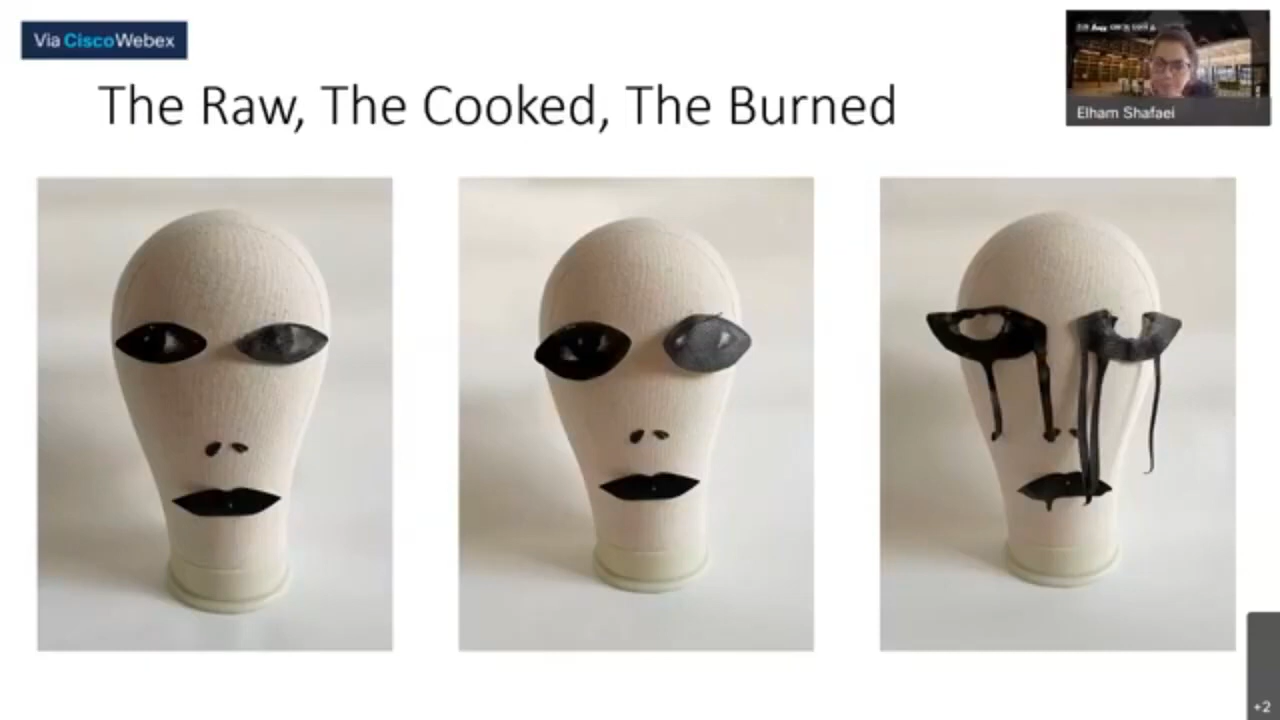 Via CiscoWebex
The Raw, The Cooked, The Burned
Elham Shafaei
+2